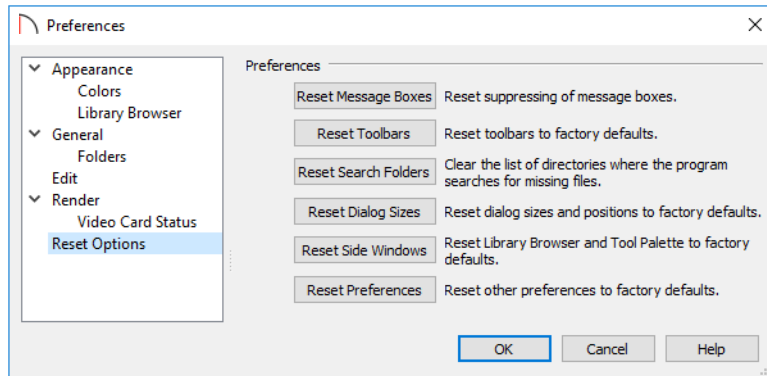 Preferences
Appearance
Colors
Library Browser
General
Folders
Edit
Render
Video Card Status
Reset Options
Preferences
Reset Message Boxes Reset suppressing of message boxes.
Reset Toolbars Reset toolbars to factory defaults.
Reset Search Folders Clear the list of directories where the program
searches for missing files.
Reset Dialog Sizes Reset dialog sizes and positions to factory defaults.
Reset Side Windows Reset Library Browser and Tool Palette to factory
defaults.
Reset Preferences Reset other preferences to factory defaults.
OK Cancel Help